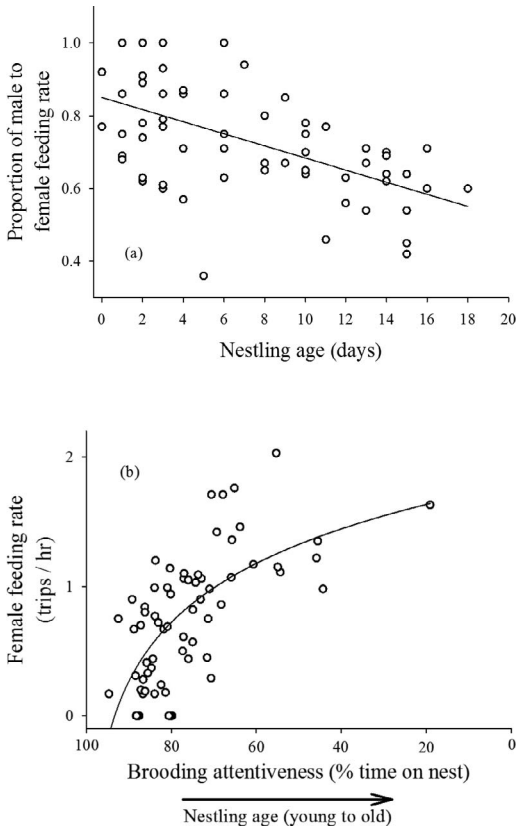 Proportion of male to
female feeding rate
1.0
0.8
0.6
0.4
(a)
0 2 4 6 8 10 12 14 16 18 20
Nestling age (days)
Female feeding rate
(trips / hr)
2
1
0
(b)
100 80 60 40 20 0
Brooding attentiveness (% time on nest)
Nestling age (young to old)